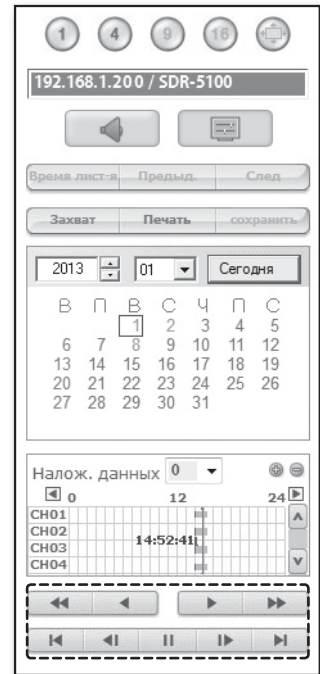 1 4 9 16
192.168.1.200 / SDR-5100
Время лист-я Предыд. След
Захват Печать сохранить
2013 01 Сегодня
В П В С Ч П С
1 2 3 4 5
6 7 8 9 10 11 12
13 14 15 16 17 18 19
20 21 22 23 24 25 26
27 28 29 30 31
Налож. данных 0
0 12 24
CH01
CH02
14:52:41
CH03
CH04